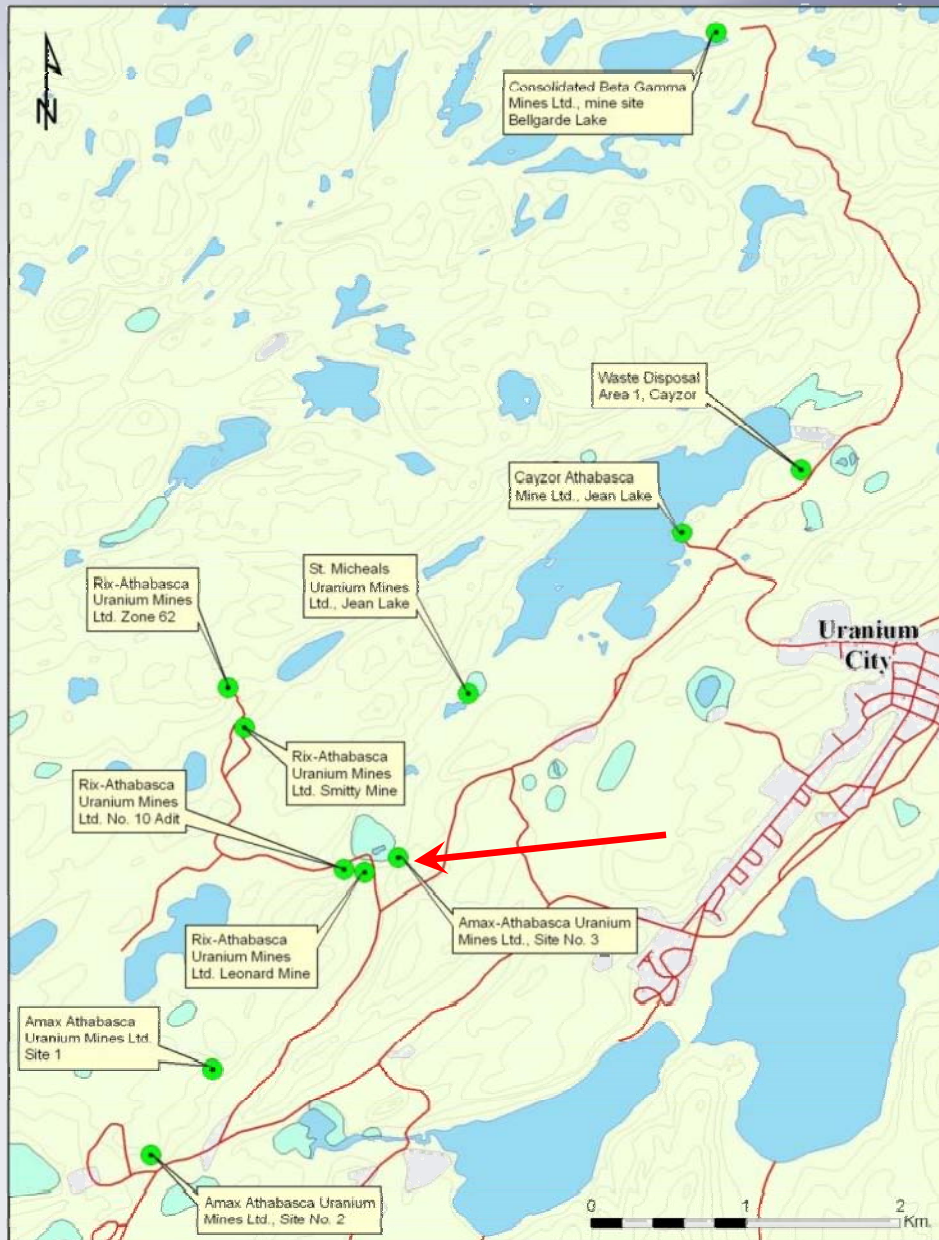 N
Consolidated Beta Gamma
Mines Ltd., mine site
Bellgarde Lake
Waste Disposal
Area 1, Cayzor
Cayzor Athabasca
Mine Ltd., Jean Lake
St. Micheals
Uranium Mines
Ltd., Jean Lake
Rix-Athabasca
Uranium Mines
Ltd. Zone 62
Uranium
City
Rix-Athabasca
Uranium Mines
Ltd. Smitty Mine
Rix-Athabasca
Uranium Mines
Ltd. No. 10 Adit
Amax-Athabasca Uranium
Mines Ltd., Site No. 3
Rix-Athabasca
Uranium Mines
Ltd. Leonard Mine
Amax Athabasca
Uranium Mines Ltd.
Site 1
Amax Athabasca Uranium
Mines Ltd., Site No. 2
0 1 2
Km.